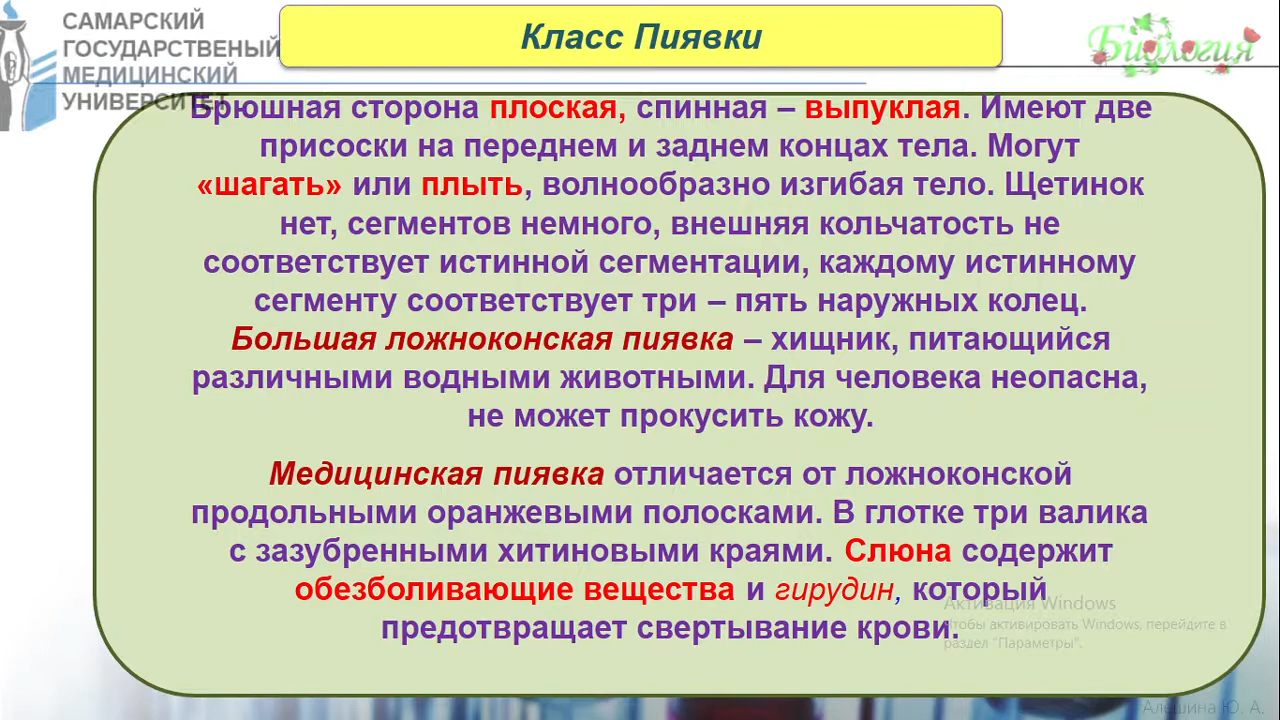 САМАРСКИЙ
ГОСУДАРСТВЕНЫЙ
МЕДИЦИНСКИЙ
УНИВЕРСИТЕТ
Класс Пиявки
Биология
Брюшная сторона плоская, спинная – выпуклая. Имеют две
присоски на переднем и заднем концах тела. Могут
«шагать» или плыть, волнообразно изгибая тело. Щетинок
нет, сегментов немного, внешняя кольчатость не
соответствует истинной сегментации, каждому истинному
сегменту соответствует три – пять наружных колец.
Большая ложноконская пиявка – хищник, питающийся
различными водными животными. Для человека неопасна,
не может прокусить кожу.
Медицинская пиявка отличается от ложноконской
продольными оранжевыми полосками. В глотке три валика
с зазубренными хитиновыми краями. Слюна содержит
обезболивающие вещества и гирудин, который
предотвращает свертывание крови.
Активация Windows
Чтобы активировать Windows, перейдите в
раздел "Параметры".
Алешина Ю. А.